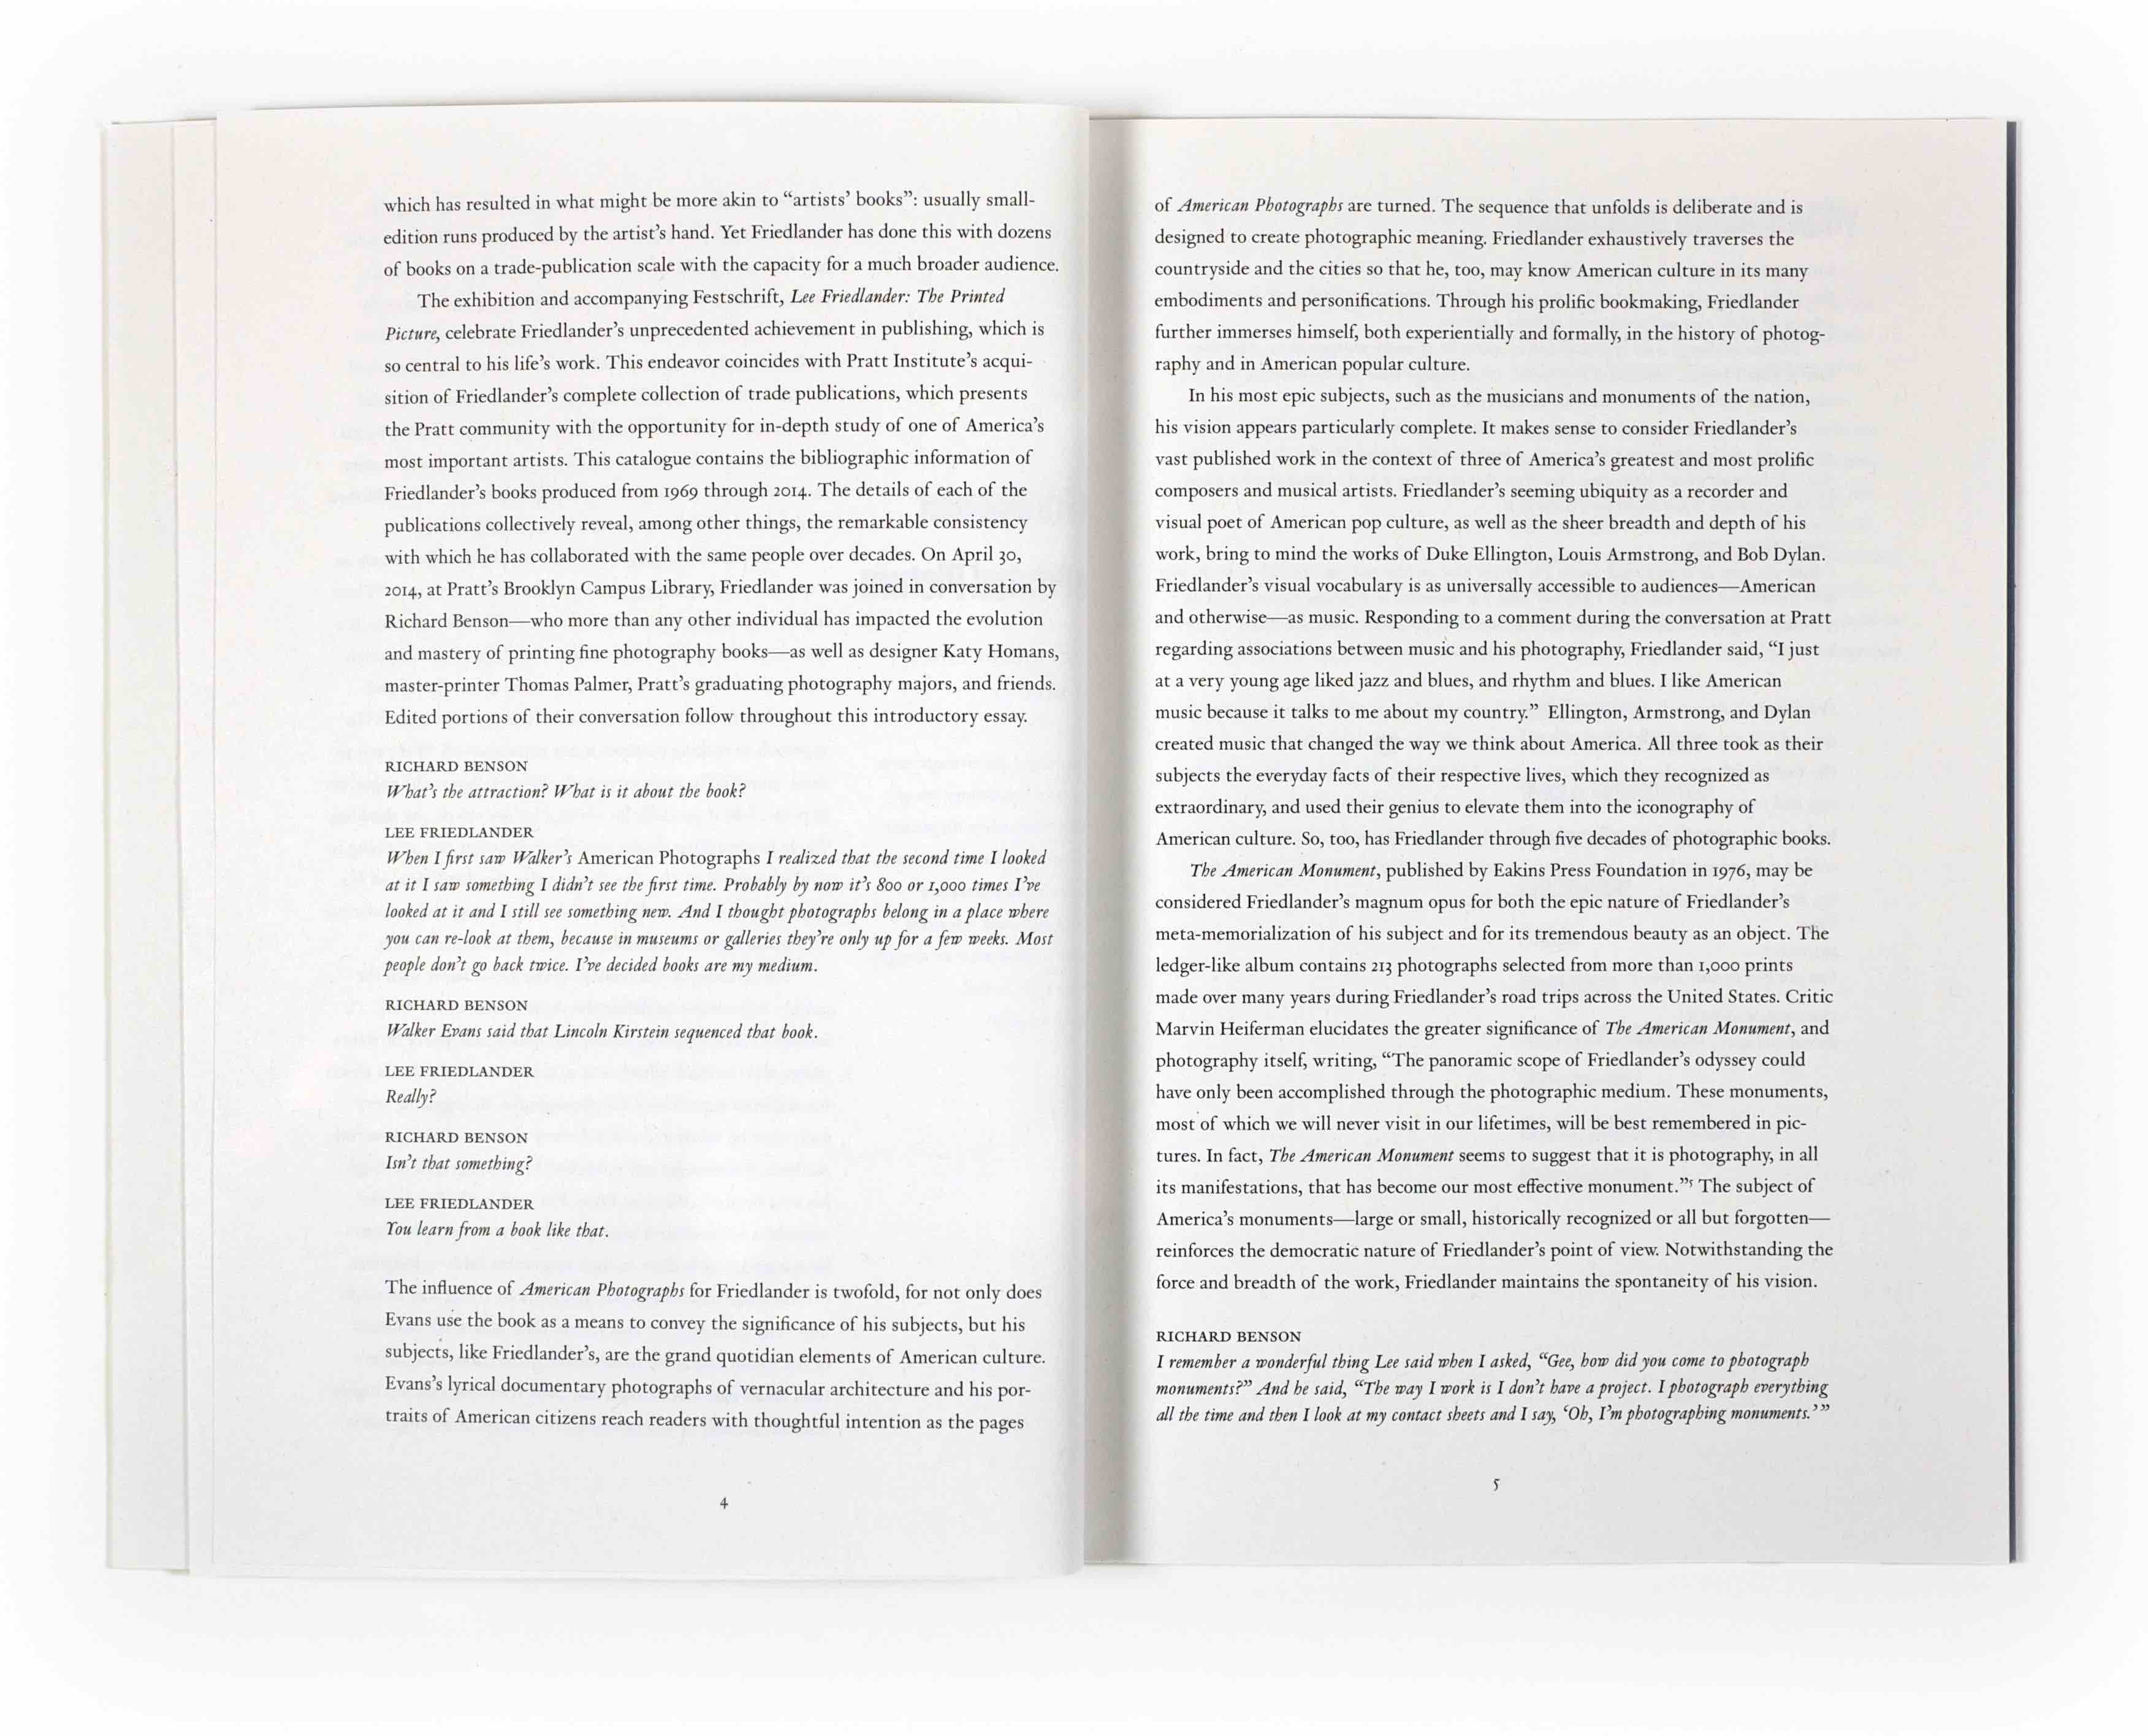 which has resulted in what might be more akin to “artists’ books”: usually small-
edition runs produced by the artist’s hand. Yet Friedlander has done this with dozens
of books on a trade-publication scale with the capacity for a much broader audience.
The exhibition and accompanying Festschrift, Lee Friedlander: The Printed
Picture, celebrate Friedlander’s unprecedented achievement in publishing, which is
so central to his life’s work. This endeavor coincides with Pratt Institute’s acqui-
sition of Friedlander’s complete collection of trade publications, which presents
the Pratt community with the opportunity for in-depth study of one of America’s
most important artists. This catalogue contains the bibliographic information of
Friedlander’s books produced from 1969 through 2014. The details of each of the
publications collectively reveal, among other things, the remarkable consistency
with which he has collaborated with the same people over decades. On April 30,
2014, at Pratt’s Brooklyn Campus Library, Friedlander was joined in conversation by
Richard Benson—who more than any other individual has impacted the evolution
and mastery of printing fine photography books—as well as designer Katy Homans,
master-printer Thomas Palmer, Pratt’s graduating photography majors, and friends.
Edited portions of their conversation follow throughout this introductory essay.
RICHARD BENSON
What’s the attraction? What is it about the book?
LEE FRIEDLANDER
When I first saw Walker’s American Photographs I realized that the second time I looked
at it I saw something I didn’t see the first time. Probably by now it’s 800 or 1,000 times I’ve
looked at it and I still see something new. And I thought photographs belong in a place where
you can re-look at them, because in museums or galleries they’re only up for a few weeks. Most
people don’t go back twice. I’ve decided books are my medium.
RICHARD BENSON
Walker Evans said that Lincoln Kirstein sequenced that book.
LEE FRIEDLANDER
Really?
RICHARD BENSON
Isn’t that something?
LEE FRIEDLANDER
You learn from a book like that.
The influence of American Photographs for Friedlander is twofold, for not only does
Evans use the book as a means to convey the significance of his subjects, but his
subjects, like Friedlander’s, are the grand quotidian elements of American culture.
Evans’s lyrical documentary photographs of vernacular architecture and his por-
traits of American citizens reach readers with thoughtful intention as the pages
4
of American Photographs are turned. The sequence that unfolds is deliberate and is
designed to create photographic meaning. Friedlander exhaustively traverses the
countryside and the cities so that he, too, may know American culture in its many
embodiments and personifications. Through his prolific bookmaking, Friedlander
further immerses himself, both experientially and formally, in the history of photog-
raphy and in American popular culture.
In his most epic subjects, such as the musicians and monuments of the nation,
his vision appears particularly complete. It makes sense to consider Friedlander’s
vast published work in the context of three of America’s greatest and most prolific
composers and musical artists. Friedlander’s seeming ubiquity as a recorder and
visual poet of American pop culture, as well as the sheer breadth and depth of his
work, bring to mind the works of Duke Ellington, Louis Armstrong, and Bob Dylan.
Friedlander’s visual vocabulary is as universally accessible to audiences—American
and otherwise—as music. Responding to a comment during the conversation at Pratt
regarding associations between music and his photography, Friedlander said, “I just
at a very young age liked jazz and blues, and rhythm and blues. I like American
music because it talks to me about my country.” Ellington, Armstrong, and Dylan
created music that changed the way we think about America. All three took as their
subjects the everyday facts of their respective lives, which they recognized as
extraordinary, and used their genius to elevate them into the iconography of
American culture. So, too, has Friedlander through five decades of photographic books.
The American Monument, published by Eakins Press Foundation in 1976, may be
considered Friedlander’s magnum opus for both the epic nature of Friedlander’s
meta-memorialization of his subject and for its tremendous beauty as an object. The
ledger-like album contains 213 photographs selected from more than 1,000 prints
made over many years during Friedlander’s road trips across the United States. Critic
Marvin Heiferman elucidates the greater significance of The American Monument, and
photography itself, writing, “The panoramic scope of Friedlander’s odyssey could
have only been accomplished through the photographic medium. These monuments,
most of which we will never visit in our lifetimes, will be best remembered in pic-
tures. In fact, The American Monument seems to suggest that it is photography, in all
its manifestations, that has become our most effective monument.”⁵ The subject of
America’s monuments—large or small, historically recognized or all but forgotten—
reinforces the democratic nature of Friedlander’s point of view. Notwithstanding the
force and breadth of the work, Friedlander maintains the spontaneity of his vision.
RICHARD BENSON
I remember a wonderful thing Lee said when I asked, “Gee, how did you come to photograph
monuments?” And he said, “The way I work is I don’t have a project. I photograph everything
all the time and then I look at my contact sheets and I say, ‘Oh, I’m photographing monuments.’”
5